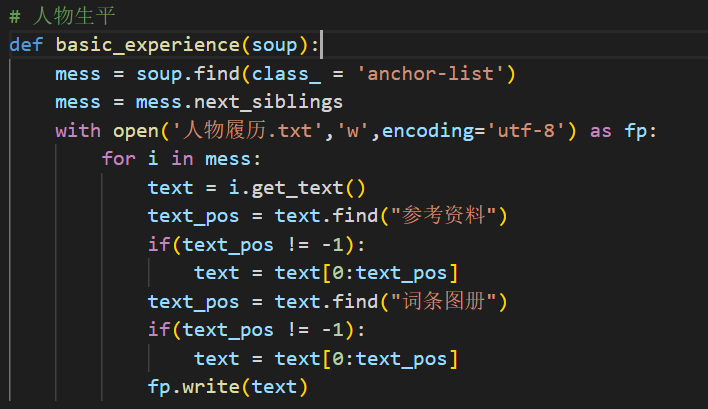 # 人物生平
def basic_experience(soup):
    mess = soup.find(class_ = 'anchor-list')
    mess = mess.next_siblings
    with open('人物履历.txt','w',encoding='utf-8') as fp:
        for i in mess:
            text = i.get_text()
            text_pos = text.find("参考资料")
            if(text_pos != -1):
                text = text[0:text_pos]
            text_pos = text.find("词条图册")
            if(text_pos != -1):
                text = text[0:text_pos]
            fp.write(text)